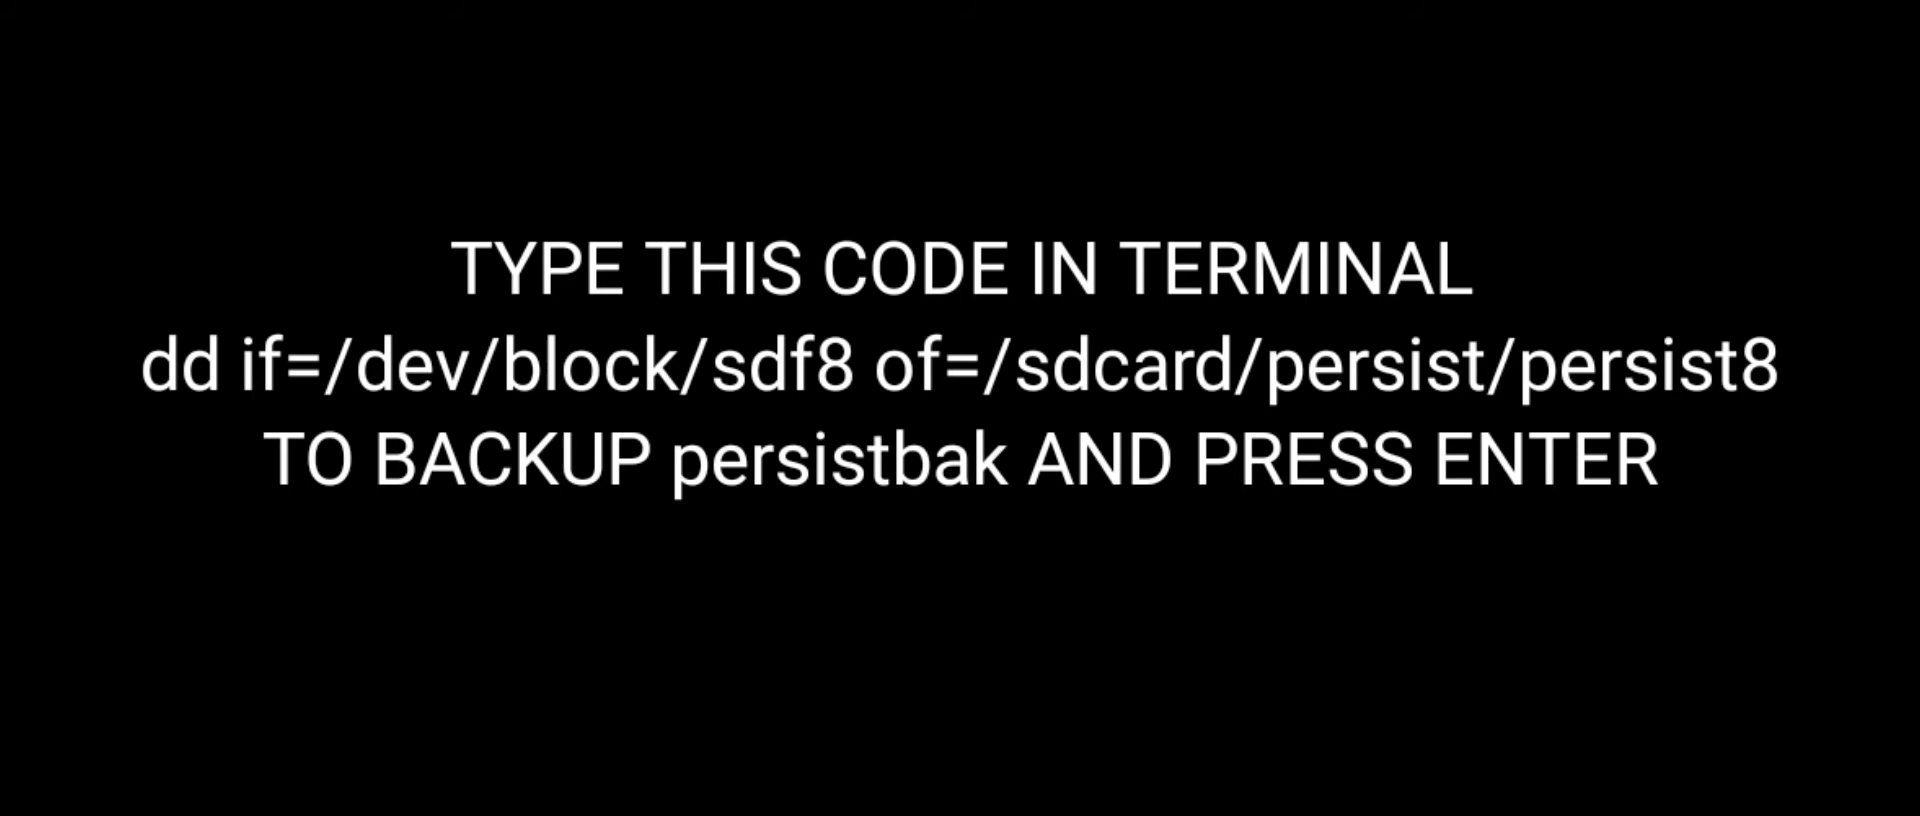 TYPE THIS CODE IN TERMINAL
dd if=/dev/block/sdf8 of=/sdcard/persist/persist8
TO BACKUP persistbak AND PRESS ENTER